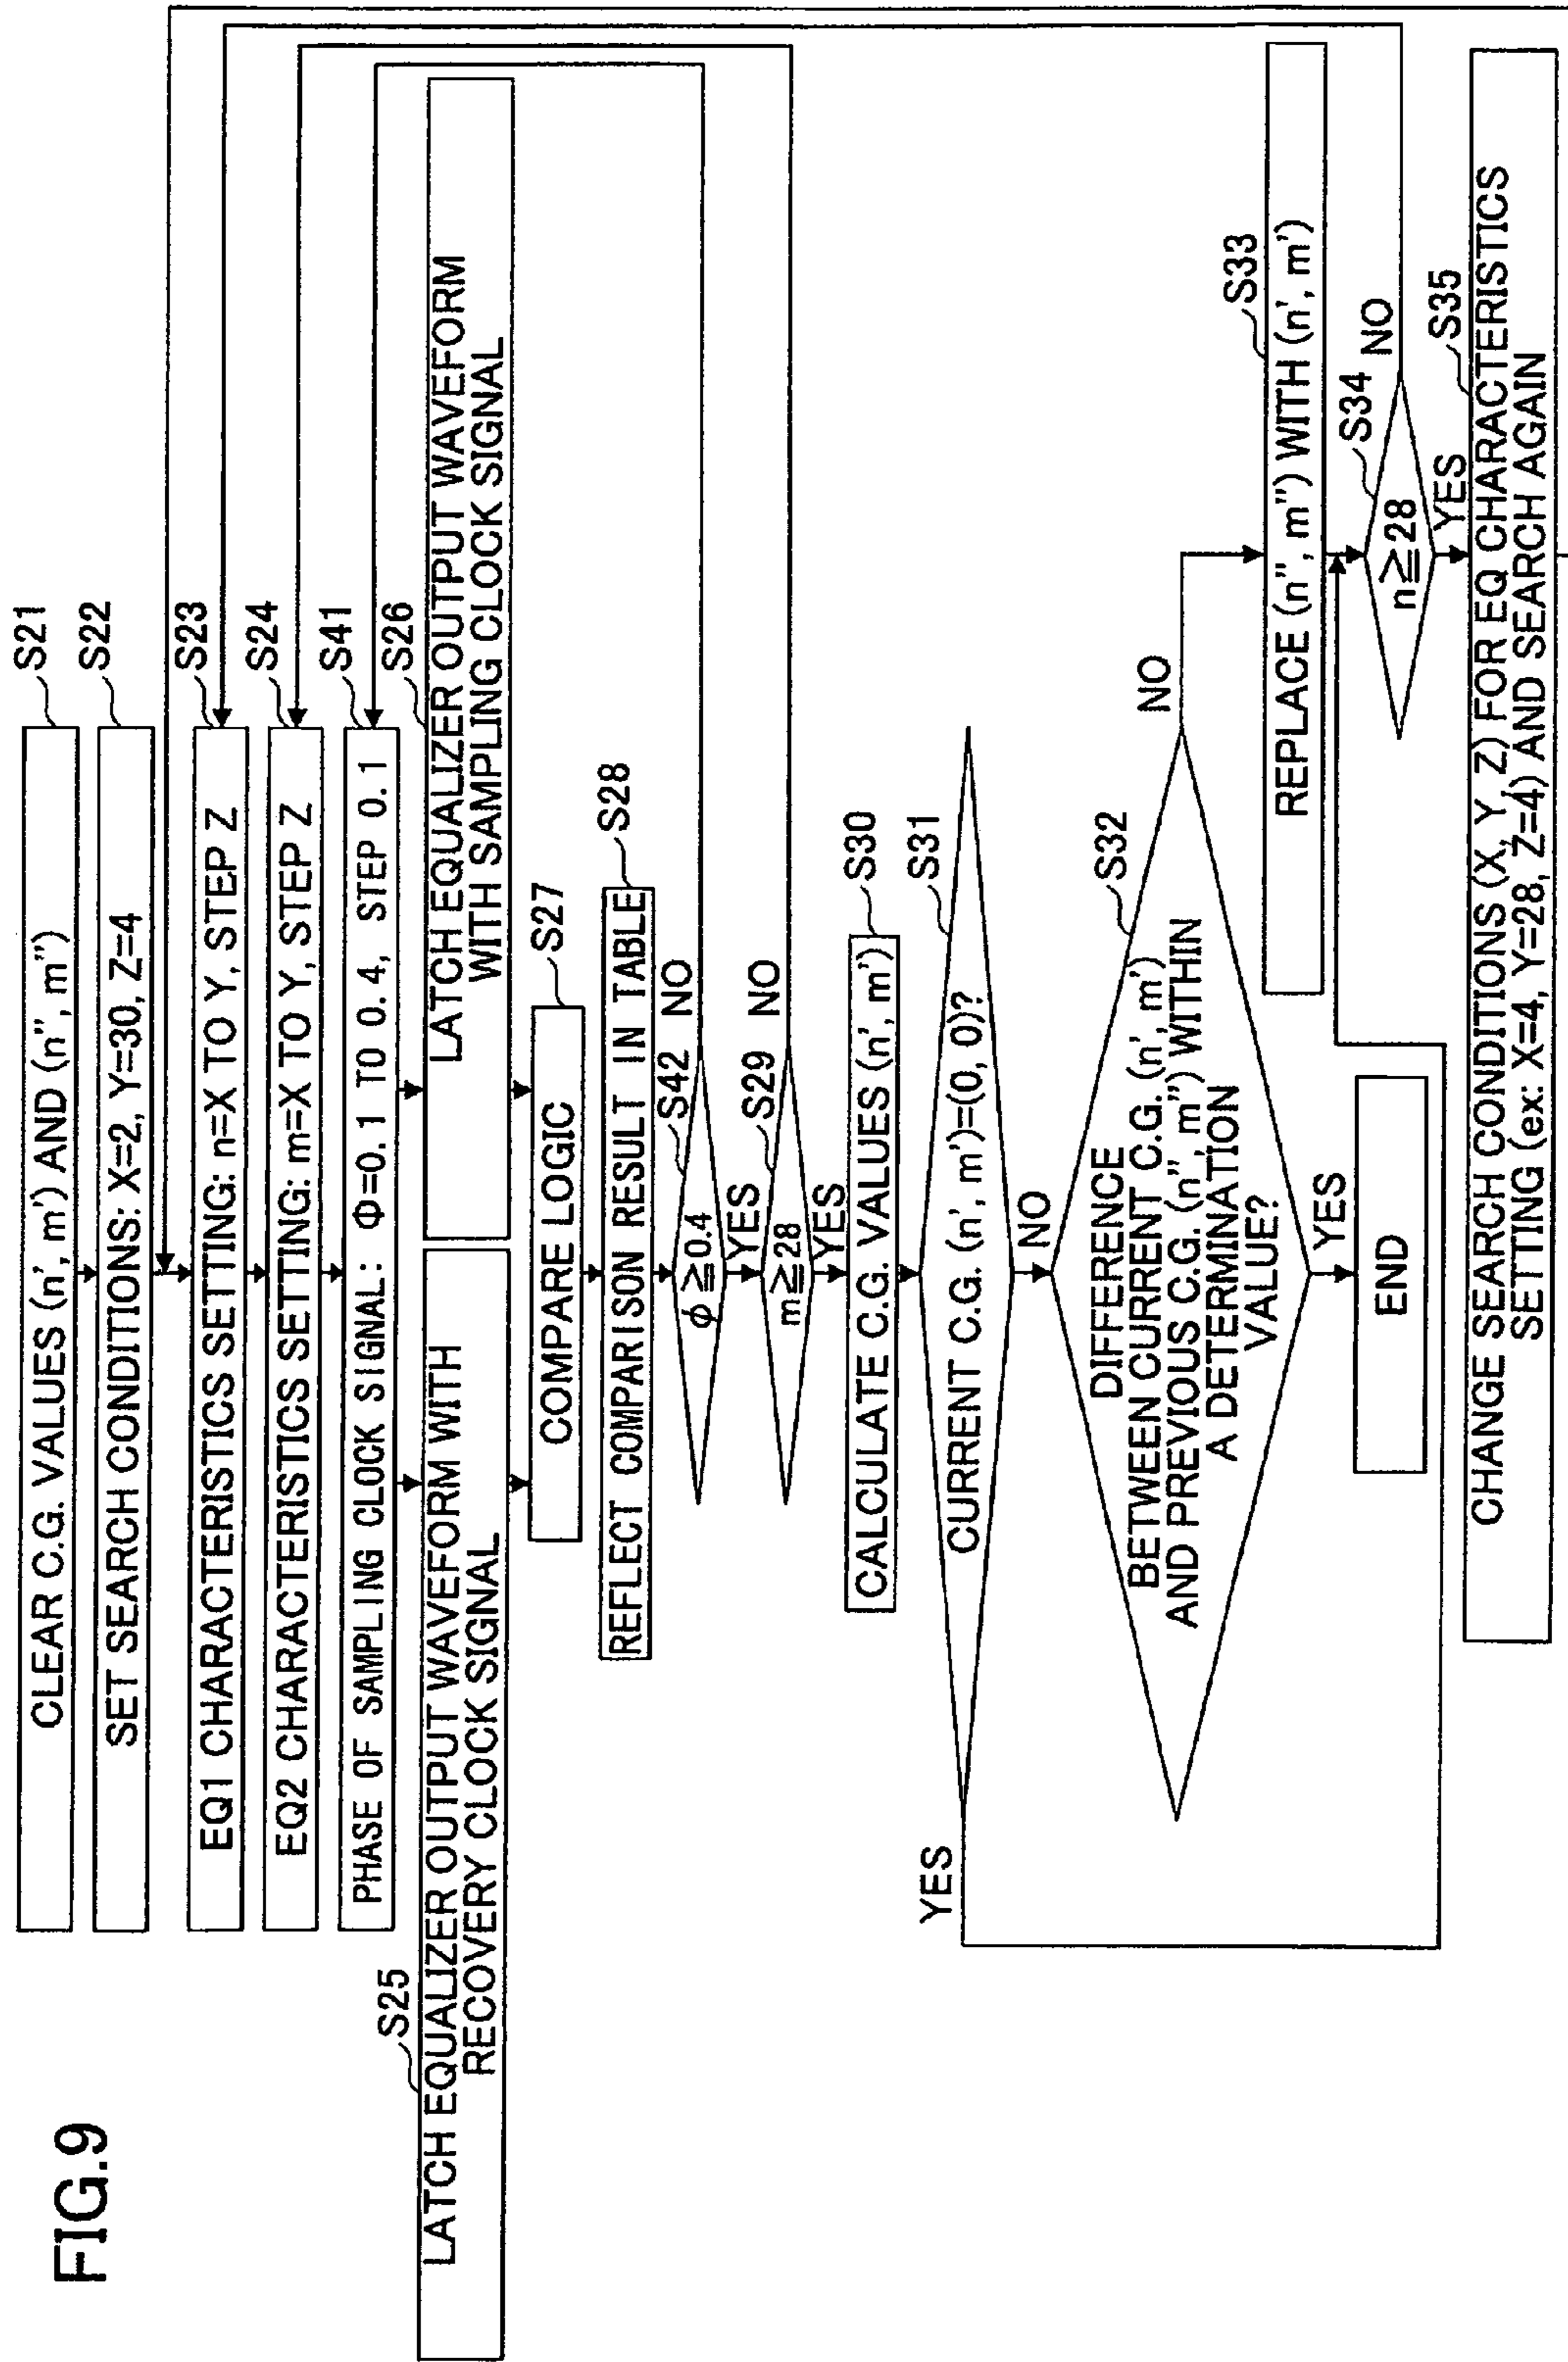 FIG.9
CLEAR C.G. VALUES (n', m') AND (n'', m'')
S21
SET SEARCH CONDITIONS: X=2, Y=30, Z=4
S22
EQ1 CHARACTERISTICS SETTING: n=X TO Y, STEP Z
S23
EQ2 CHARACTERISTICS SETTING: m=X TO Y, STEP Z
S24
PHASE OF SAMPLING CLOCK SIGNAL: Φ=0.1 TO 0.4, STEP 0.1
S41
S25
LATCH EQUALIZER OUTPUT WAVEFORM WITH
RECOVERY CLOCK SIGNAL
S26
LATCH EQUALIZER OUTPUT WAVEFORM
WITH SAMPLING CLOCK SIGNAL
COMPARE LOGIC
S27
REFLECT COMPARISON RESULT IN TABLE
S28
ϕ≧0.4
S42
NO
YES
m≧28
S29
NO
YES
CALCULATE C.G. VALUES (n', m')
S30
CURRENT C.G. (n', m')=(0, 0)?
S31
YES
NO
DIFFERENCE
BETWEEN CURRENT C.G. (n', m')
AND PREVIOUS C.G. (n'', m'') WITHIN
A DETERMINATION
VALUE?
S32
NO
YES
END
REPLACE (n'', m'') WITH (n', m')
S33
n≧28
S34
NO
YES
S35
CHANGE SEARCH CONDITIONS (X, Y, Z) FOR EQ CHARACTERISTICS
SETTING (ex: X=4, Y=28, Z=4) AND SEARCH AGAIN